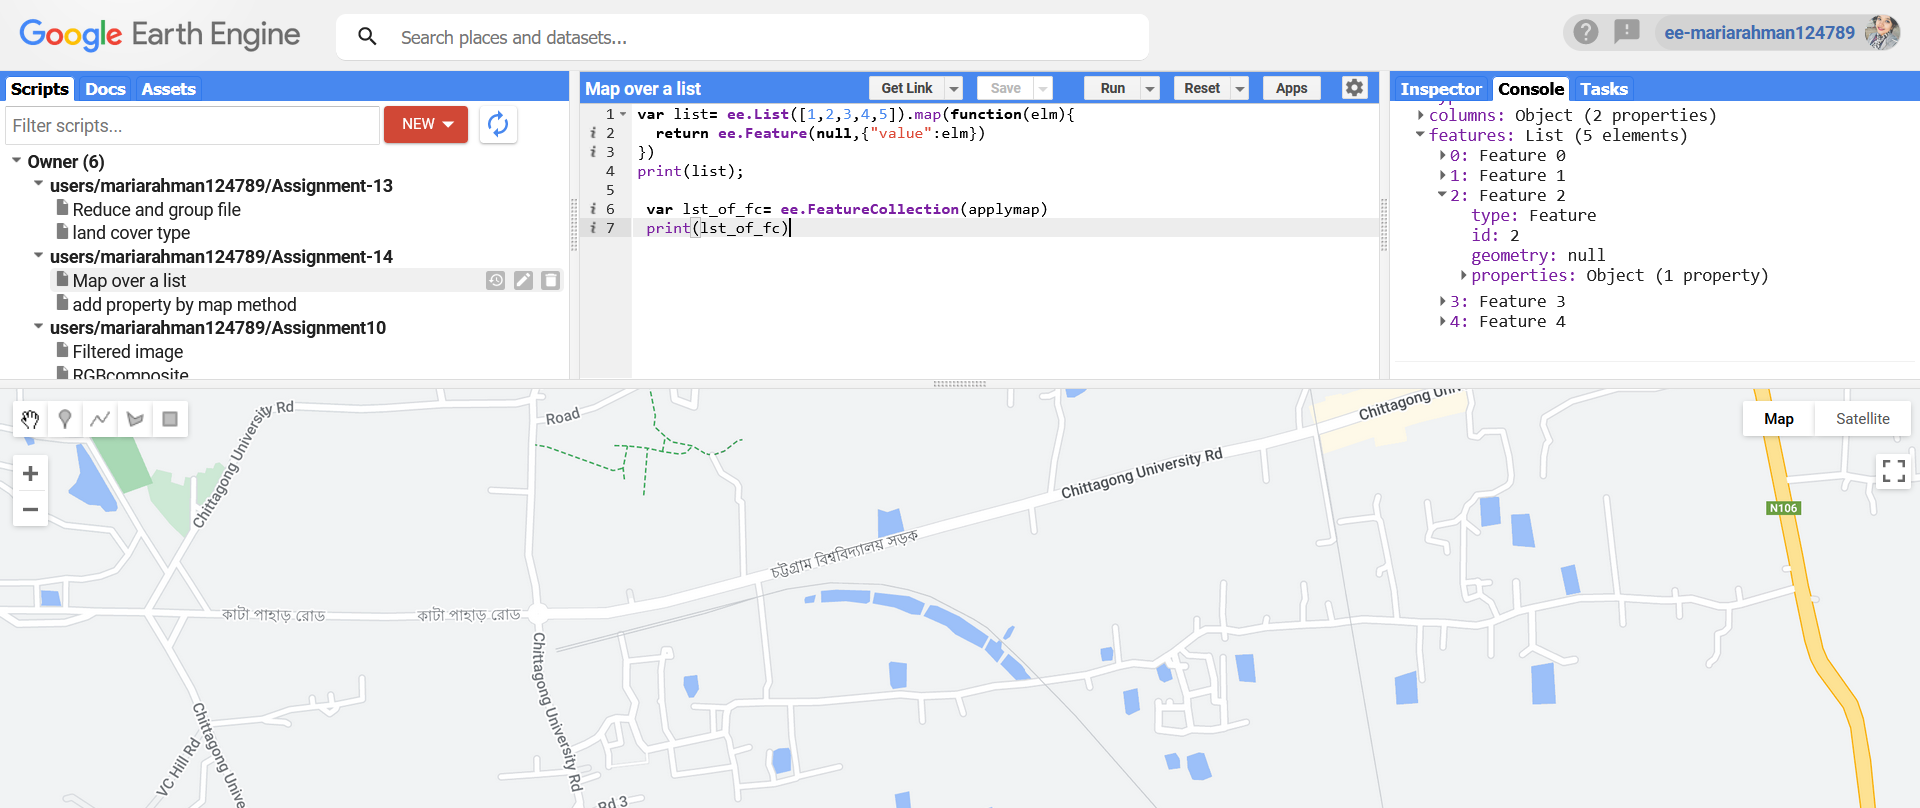 Google Earth Engine
Search places and datasets...
ee-mariarahman124789
Scripts Docs Assets
Filter scripts...
NEW
Owner (6)
users/mariarahman124789/Assignment-13
Reduce and group file
land cover type
users/mariarahman124789/Assignment-14
Map over a list
add property by map method
users/mariarahman124789/Assignment10
Filtered image
RGBcomposite
Map over a list
Get Link
Save
Run
Reset
Apps
1 var list= ee.List([1,2,3,4,5]).map(function(elm){
i 2 return ee.Feature(null,{"value":elm})
i 3 })
4 print(list);
5
i 6 var lst_of_fc= ee.FeatureCollection(applymap)
i 7 print(lst_of_fc)
Inspector Console Tasks
columns: Object (2 properties)
features: List (5 elements)
0: Feature 0
1: Feature 1
2: Feature 2
type: Feature
id: 2
geometry: null
properties: Object (1 property)
3: Feature 3
4: Feature 4
Map
Satellite
Chittagong University Rd
Road
Chittagong University Rd
Chittagong
N106
চট্টগ্রাম বিশ্ববিদ্যালয় সড়ক
কাটা পাহাড় রোড
কাটা পাহাড় রোড
Chittagong University Rd
VC Hill Rd
Chittagong
Rd 3